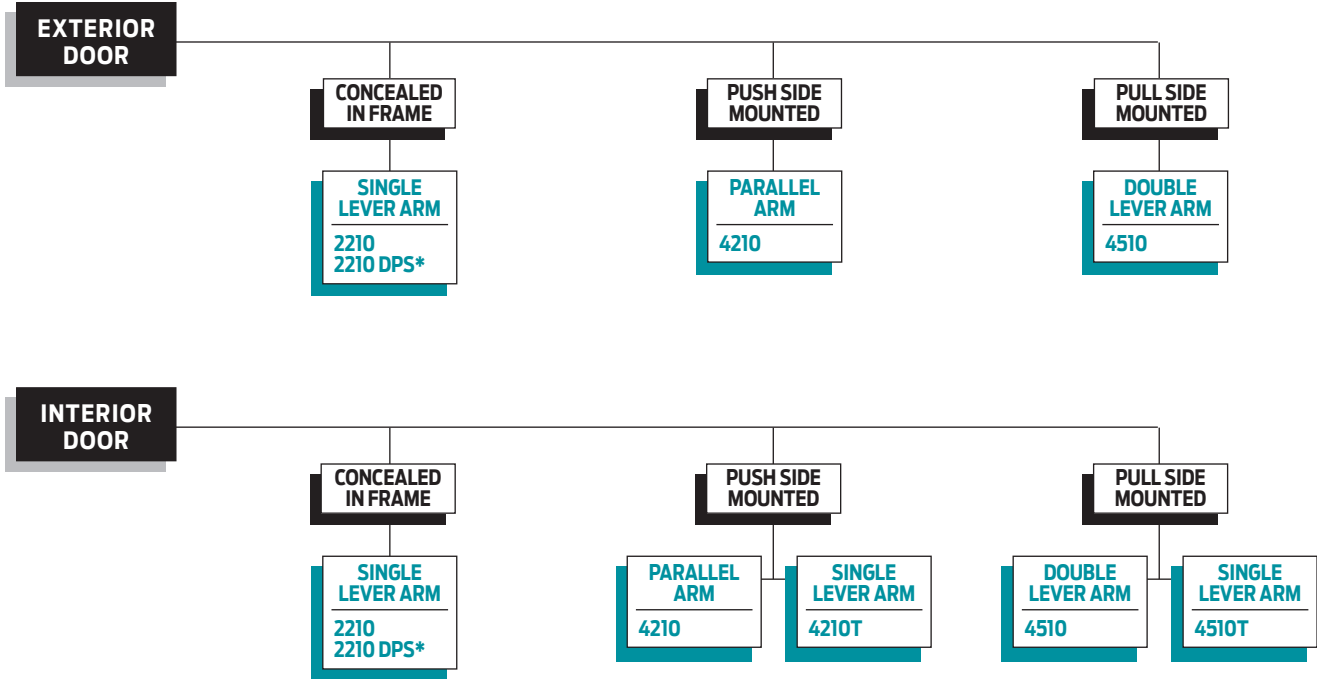 EXTERIOR
DOOR
CONCEALED
IN FRAME
PUSH SIDE
MOUNTED
PULL SIDE
MOUNTED
SINGLE
LEVER ARM
2210
2210 DPS*
PARALLEL
ARM
4210
DOUBLE
LEVER ARM
4510
INTERIOR
DOOR
CONCEALED
IN FRAME
PUSH SIDE
MOUNTED
PULL SIDE
MOUNTED
SINGLE
LEVER ARM
2210
2210 DPS*
PARALLEL
ARM
4210
SINGLE
LEVER ARM
4210T
DOUBLE
LEVER ARM
4510
SINGLE
LEVER ARM
4510T